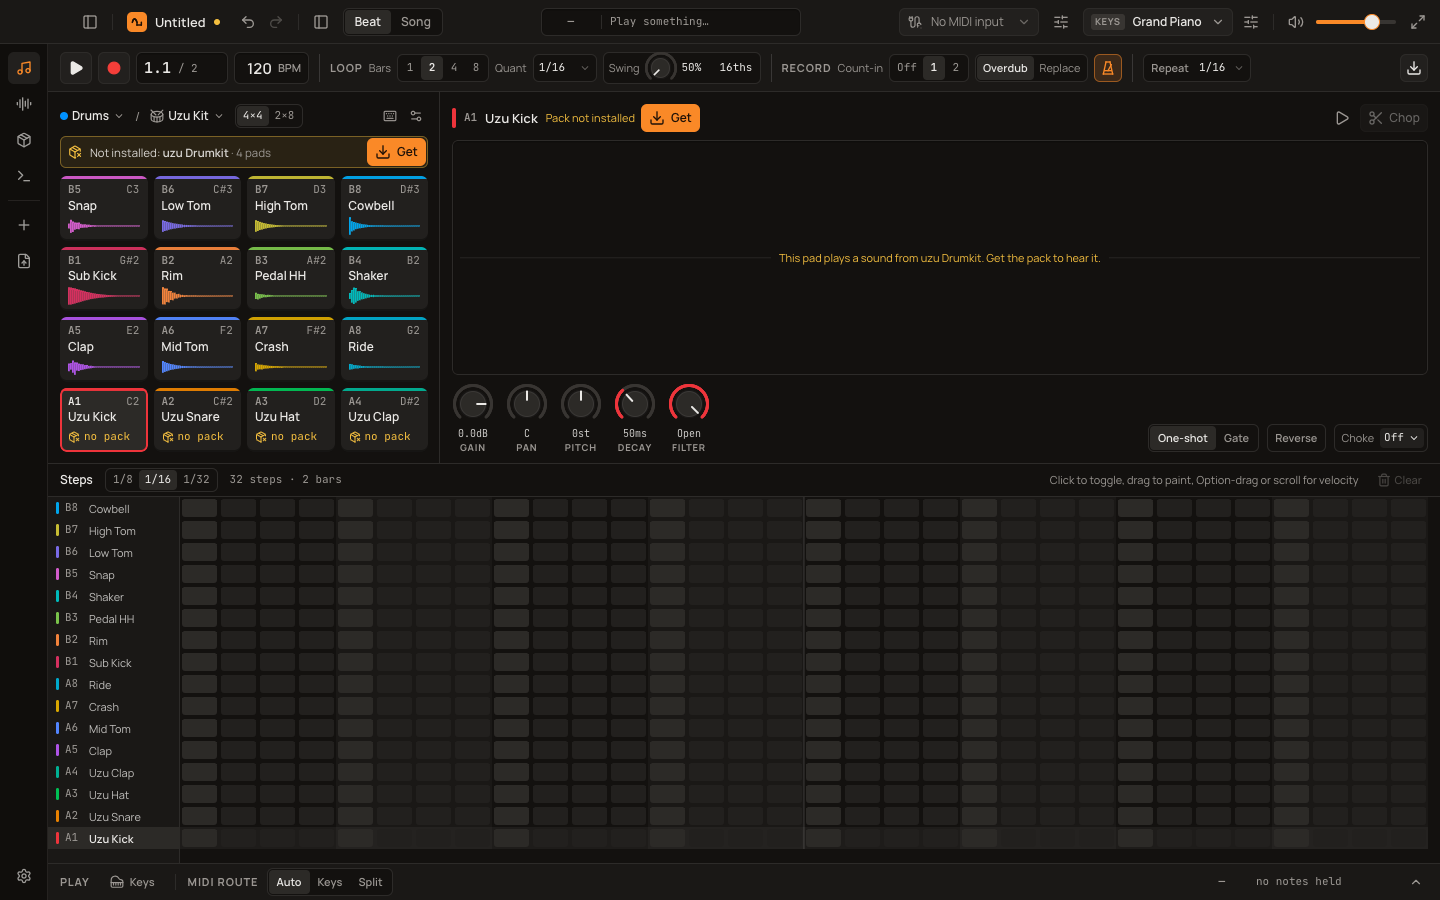 Untitled
Beat Song
– Play something…
No MIDI input
KEYS Grand Piano
1.1 / 2
120 BPM
LOOP Bars 1 2 4 8
Quant 1/16
Swing 50% 16ths
RECORD Count-in Off 1 2
Overdub Replace
Repeat 1/16
Drums / Uzu Kit 4×4 2×8
Not installed: uzu Drumkit · 4 pads Get
B5 C3 B6 C#3 B7 D3 B8 D#3
Snap Low Tom High Tom Cowbell
B1 G#2 B2 A2 B3 A#2 B4 B2
Sub Kick Rim Pedal HH Shaker
A5 E2 A6 F2 A7 F#2 A8 G2
Clap Mid Tom Crash Ride
A1 C2 A2 C#2 A3 D2 A4 D#2
Uzu Kick Uzu Snare Uzu Hat Uzu Clap
no pack no pack no pack no pack
A1 Uzu Kick Pack not installed Get
Chop
This pad plays a sound from uzu Drumkit. Get the pack to hear it.
0.0dB C 0st 50ms Open
GAIN PAN PITCH DECAY FILTER
One-shot Gate Reverse Choke Off
Steps 1/8 1/16 1/32 32 steps · 2 bars
Click to toggle, drag to paint, Option-drag or scroll for velocity Clear
B8 Cowbell
B7 High Tom
B6 Low Tom
B5 Snap
B4 Shaker
B3 Pedal HH
B2 Rim
B1 Sub Kick
A8 Ride
A7 Crash
A6 Mid Tom
A5 Clap
A4 Uzu Clap
A3 Uzu Hat
A2 Uzu Snare
A1 Uzu Kick
PLAY Keys MIDI ROUTE Auto Keys Split
– no notes held